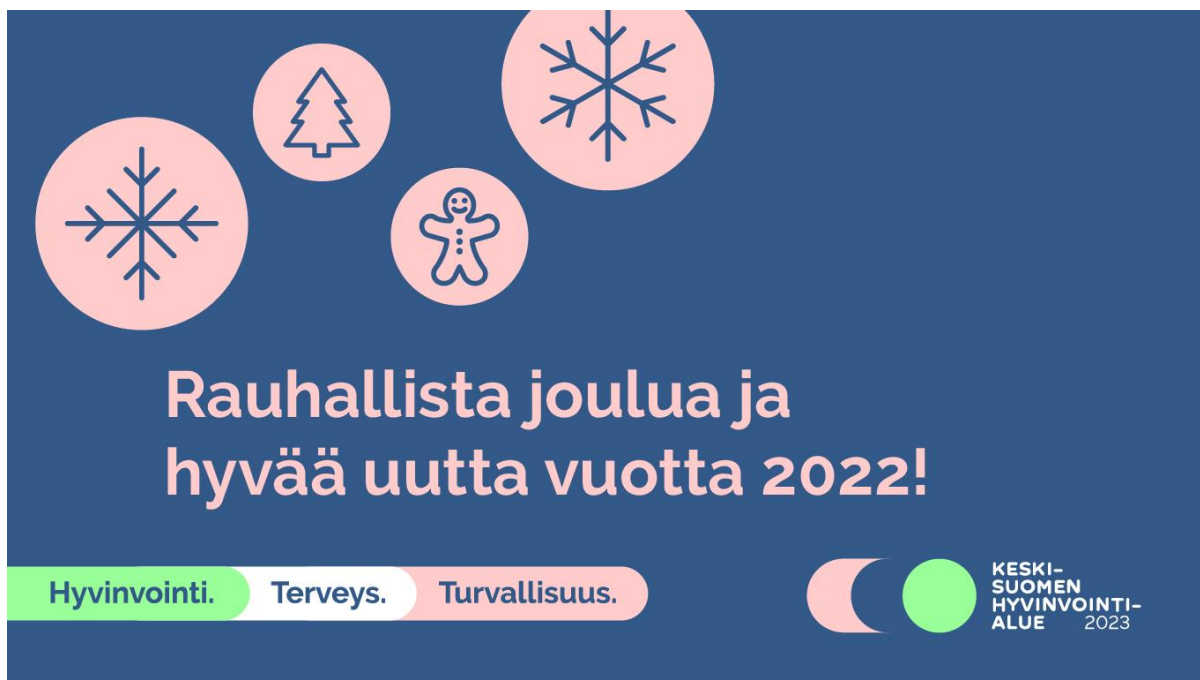 Rauhallista joulua ja
hyvää uutta vuotta 2022!
Hyvinvointi. Terveys. Turvallisuus.
KESKI-
SUOMEN
HYVINVOINTI-
ALUE 2023